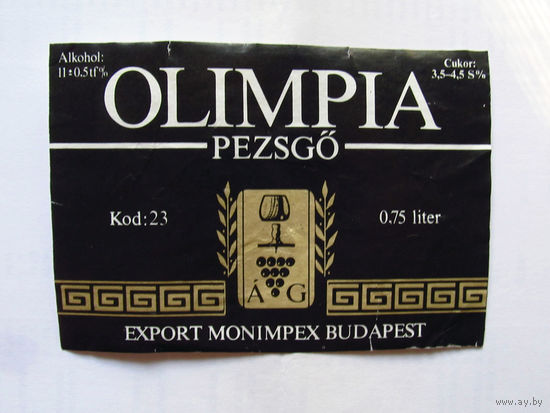 Alkohol:
11±0.5tf%
Cukor:
3,5-4,5 S%
OLIMPIA
PEZSGŐ
Kod: 23
0.75 liter
Á G
EXPORT MONIMPEX BUDAPEST
www.ay.by